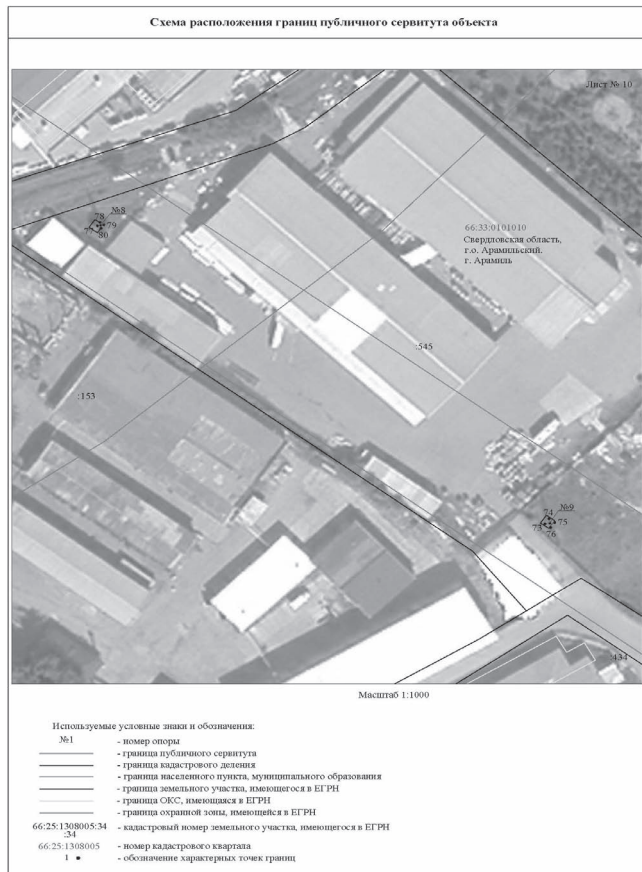 Схема расположения границ публичного сервитута объекта
Лист № 10
78
№8
77
79
80
66:33:0101010
Свердловская область,
г.о. Арамильский.
г. Арамиль
:545
:153
74
№9
73
75
76
:434
Масштаб 1:1000
Используемые условные знаки и обозначения:
№1 - номер опоры
- граница публичного сервитута
- граница кадастрового деления
- граница населенного пункта, муниципального образования
- граница земельного участка, имеющегося в ЕГРН
- граница ОКС, имеющаяся в ЕГРН
- граница охранной зоны, имеющейся в ЕГРН
66:25:1308005:34
:34 - кадастровый номер земельного участка, имеющегося в ЕГРН
66:25:1308005 - номер кадастрового квартала
1 - обозначение характерных точек границ